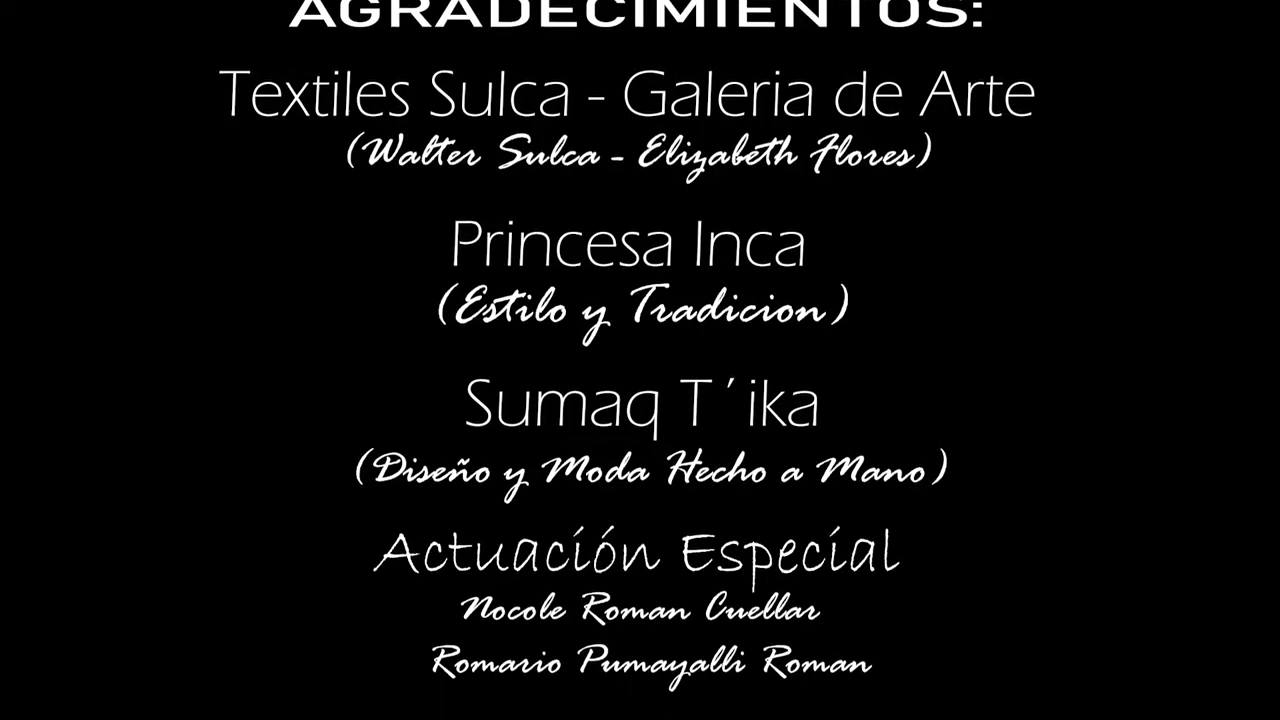 AGRADECIMIENTOS:
Textiles Sulca - Galeria de Arte
(Walter Sulca - Elizabeth Flores)
Princesa Inca
(Estilo y Tradicion)
Sumaq T´ika
(Diseño y Moda Hecho a Mano)
Actuación Especial
Nocole Roman Cuellar
Romario Pumayalli Roman